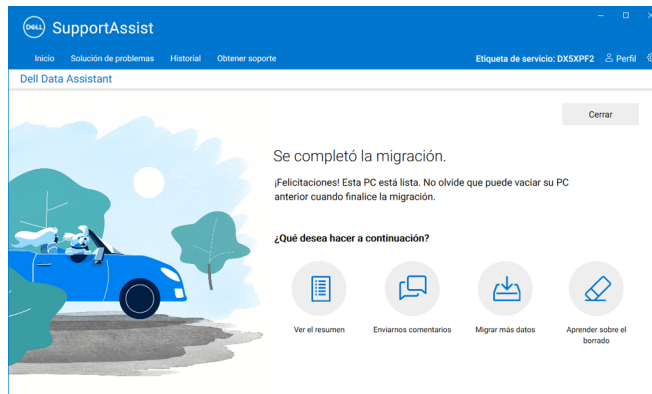 DELL SupportAssist
Inicio Solución de problemas Historial Obtener soporte Etiqueta de servicio: DX5XPF2 Perfil
Dell Data Assistant
Cerrar
Se completó la migración.
¡Felicitaciones! Esta PC está lista. No olvide que puede vaciar su PC
anterior cuando finalice la migración.
¿Qué desea hacer a continuación?
Ver el resumen Enviarnos comentarios Migrar más datos Aprender sobre el
borrado